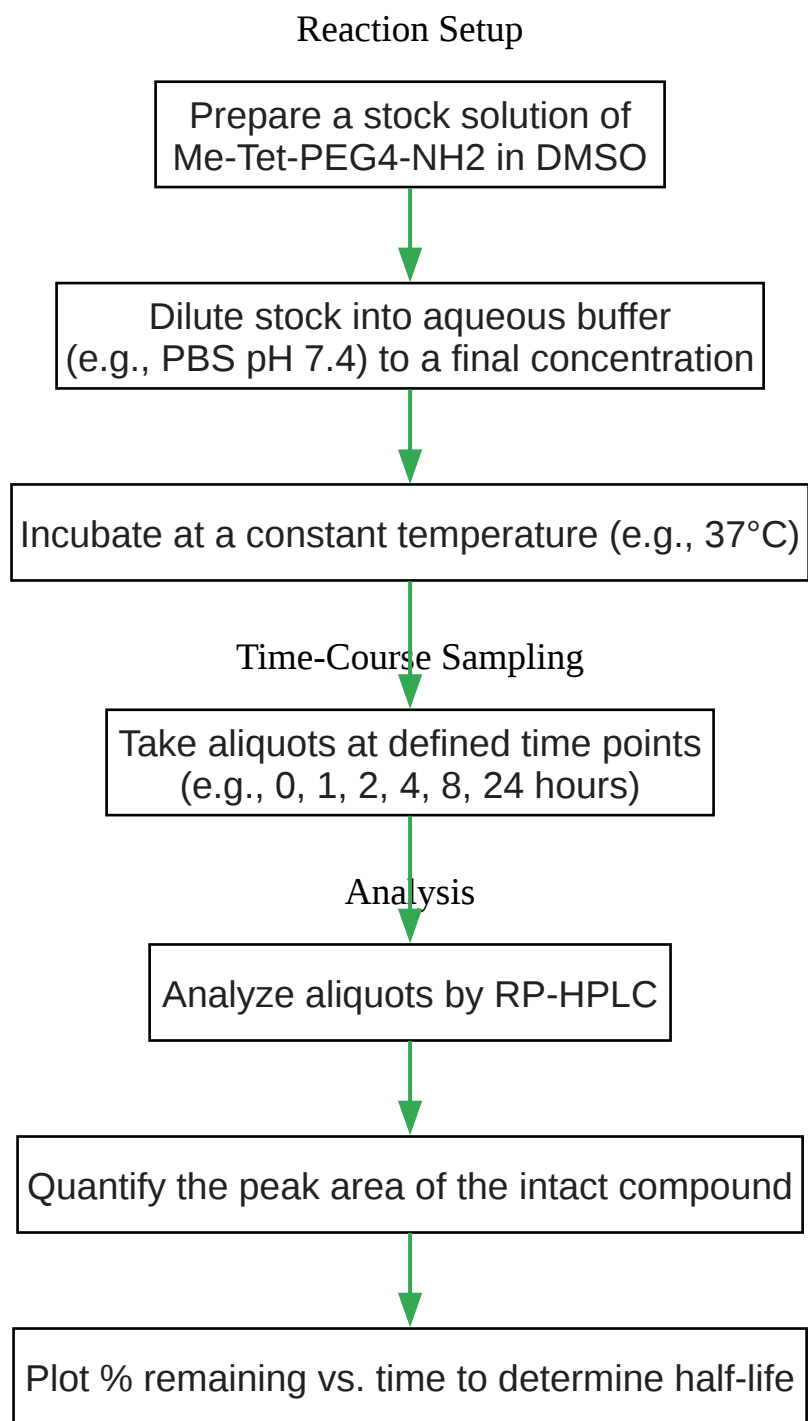 Reaction Setup
Prepare a stock solution of
Me-Tet-PEG4-NH2 in DMSO
Dilute stock into aqueous buffer
(e.g., PBS pH 7.4) to a final concentration
Incubate at a constant temperature (e.g., 37°C)
Time-Course Sampling
Take aliquots at defined time points
(e.g., 0, 1, 2, 4, 8, 24 hours)
Analysis
Analyze aliquots by RP-HPLC
Quantify the peak area of the intact compound
Plot % remaining vs. time to determine half-life